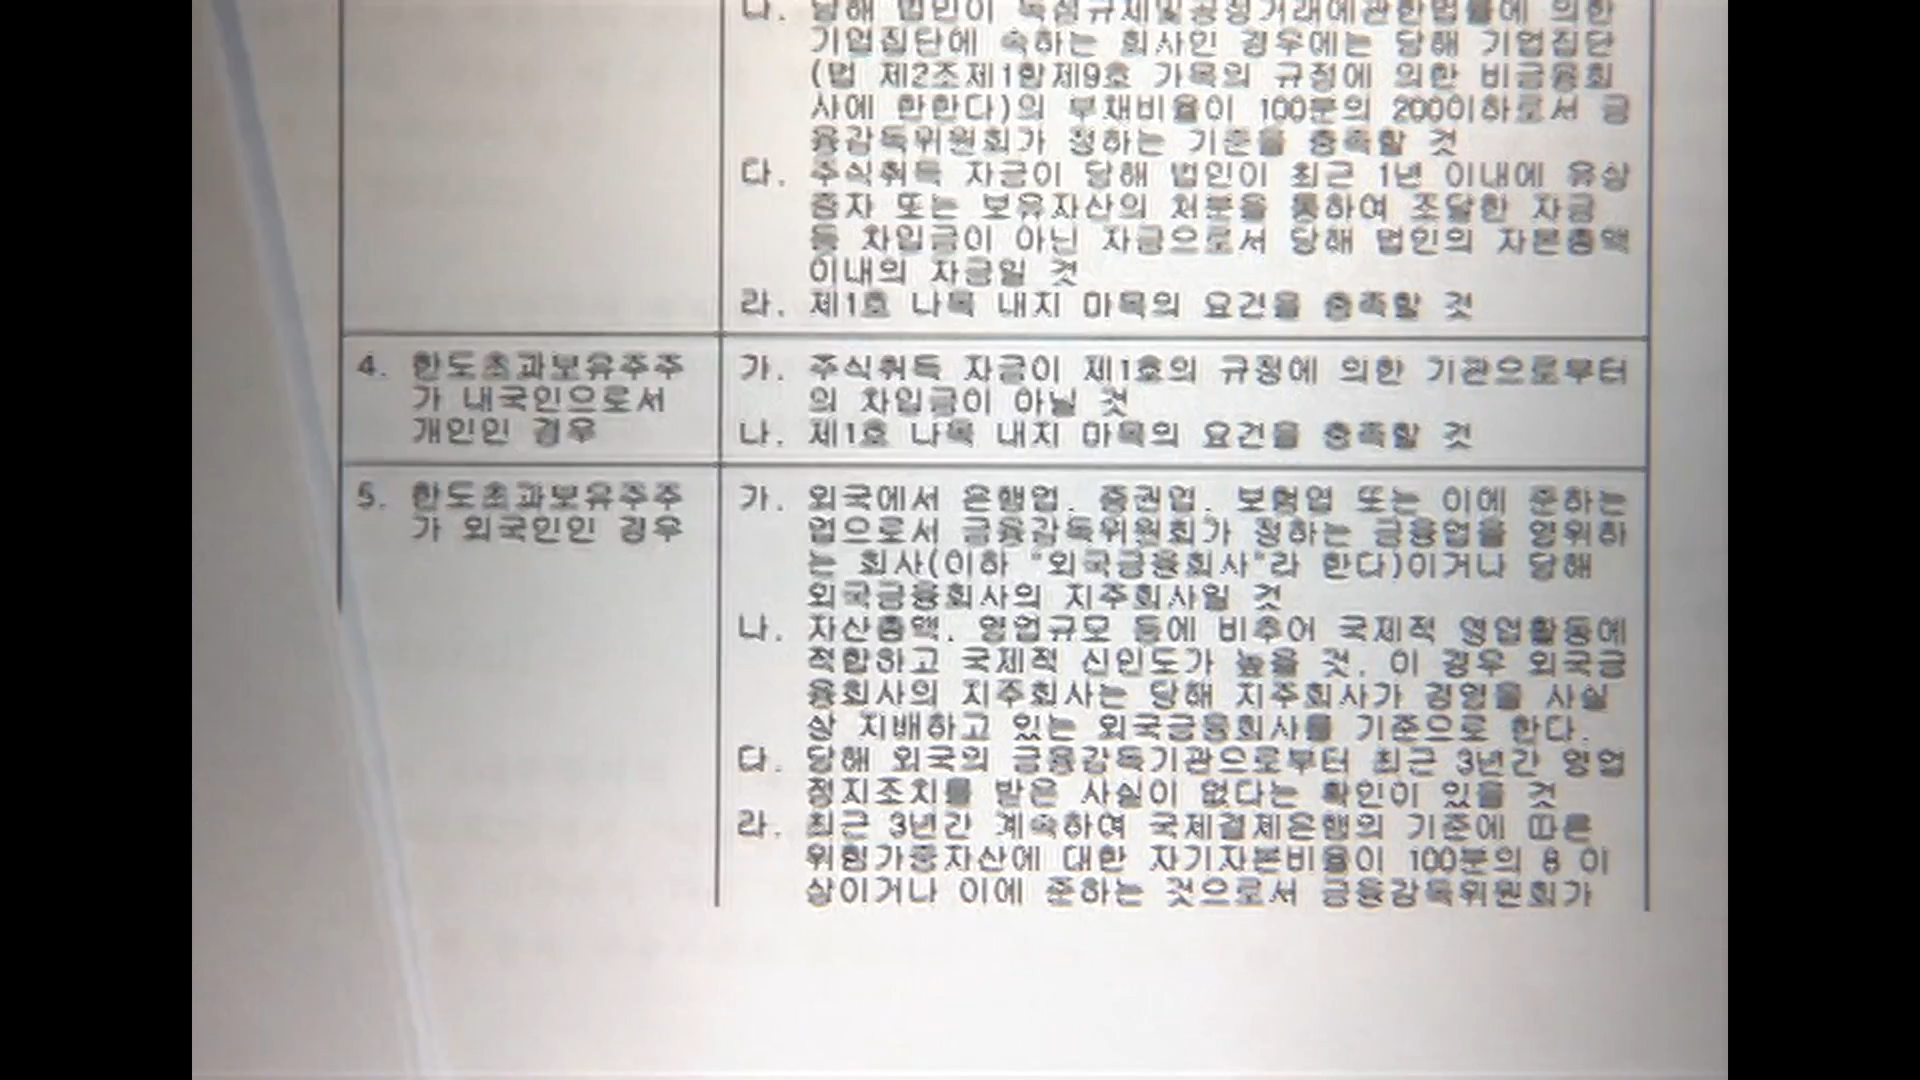 나. 당해 법인이 독점규제및공정거래에관한법률에 의한
기업집단에 속하는 회사인 경우에는 당해 기업집단
(법 제2조제1항제9호 가목의 규정에 의한 비금융회
사에 한한다)의 부채비율이 100분의 200이하로서 금
융감독위원회가 정하는 기준을 충족할 것
다. 주식취득 자금이 당해 법인이 최근 1년 이내에 유상
증자 또는 보유자산의 처분을 통하여 조달한 자금
등 차입금이 아닌 자금으로서 당해 법인의 자본총액
이내의 자금일 것
라. 제1호 나목 내지 마목의 요건을 충족할 것
4. 한도초과보유주주
가 내국인으로서
개인인 경우
가. 주식취득 자금이 제1호의 규정에 의한 기관으로부터
의 차입금이 아닐 것
나. 제1호 나목 내지 마목의 요건을 충족할 것
5. 한도초과보유주주
가 외국인인 경우
가. 외국에서 은행업, 증권업, 보험업 또는 이에 준하는
업으로서 금융감독위원회가 정하는 금융업을 영위하
는 회사(이하 "외국금융회사"라 한다)이거나 당해
외국금융회사의 지주회사일 것
나. 자산총액, 영업규모 등에 비추어 국제적 영업활동에
적합하고 국제적 신인도가 높을 것. 이 경우 외국금
융회사의 지주회사는 당해 지주회사가 경영을 사실
상 지배하고 있는 외국금융회사를 기준으로 한다.
다. 당해 외국의 금융감독기관으로부터 최근 3년간 영업
정지조치를 받은 사실이 없다는 확인이 있을 것
라. 최근 3년간 계속하여 국제결제은행의 기준에 따른
위험가중자산에 대한 자기자본비율이 100분의 8 이
상이거나 이에 준하는 것으로서 금융감독위원회가